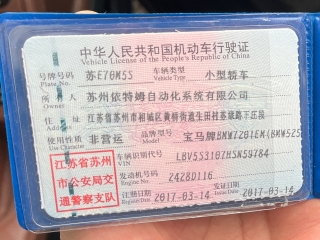 中华人民共和国机动车行驶证
Vehicle License of the People's Republic of China
号牌号码 苏E70M5S 车辆类型 小型轿车
Plate No. Vehicle Type
所有人 苏州依特姆自动化系统有限公司
Owner
住址 江苏省苏州市相城区黄桥街道生田村苏埭路下庄段
Address
使用性质 非营运 品牌型号 宝马牌BMW7201EK(BMW525
Use Character Model
车辆识别代号 LBV5S3107HSN59784
VIN
江苏省苏州
市公安局交
通警察支队
发动机号码 2428D116
Engine No.
注册日期 2017-03-14 发证日期 2017-03-14
Register Date Issue Date